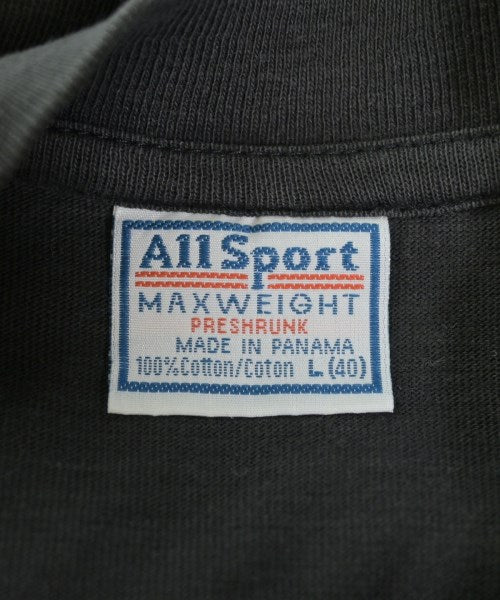 All Sport
MAXWEIGHT
PRESHRUNK
MADE IN PANAMA
100% Cotton/Coton L (40)